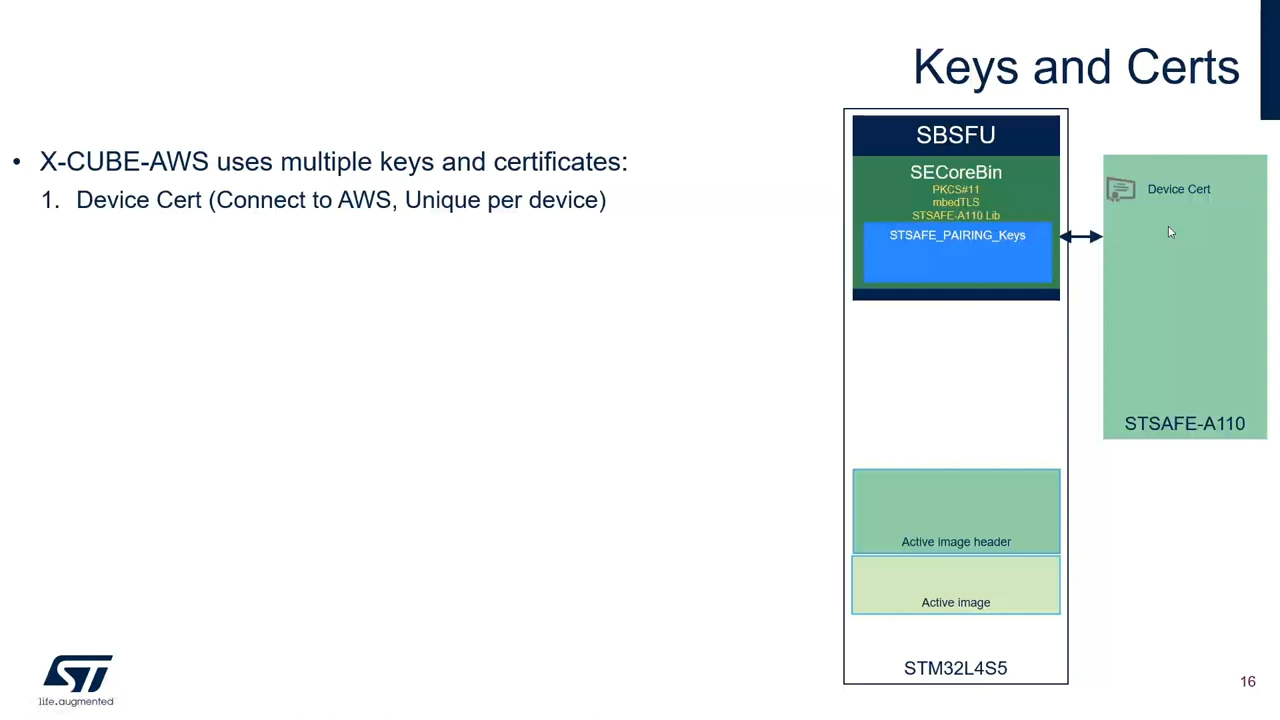 Keys and Certs
• X-CUBE-AWS uses multiple keys and certificates:
1. Device Cert (Connect to AWS, Unique per device)
SBSFU
SECoreBin
PKCS#11
mbedTLS
STSAFE-A110 Lib
STSAFE_PAIRING_Keys
Device Cert
STSAFE-A110
Active image header
Active image
STM32L4S5
ST
life.augmented
16